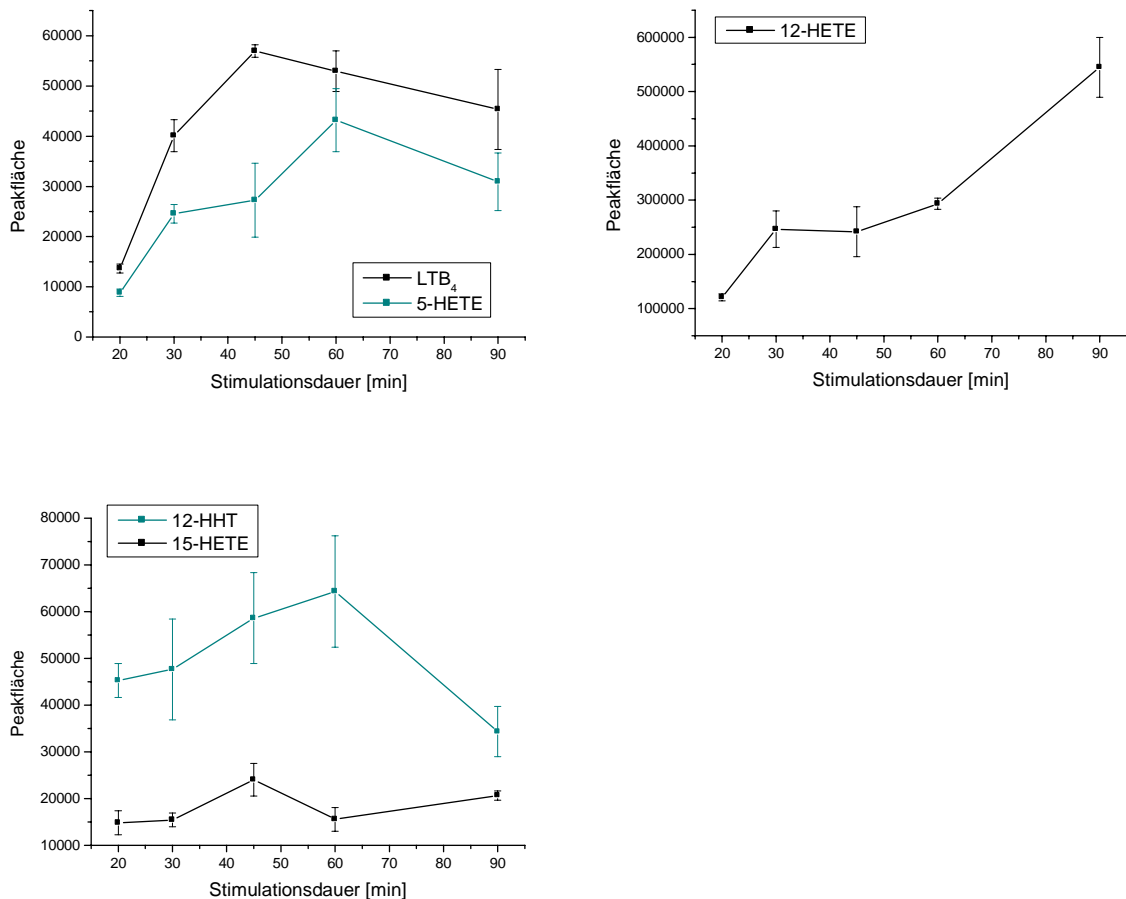 60000
50000
40000
30000
20000
10000
0
Peakfläche
LTB4
5-HETE
20 30 40 50 60 70 80 90
Stimulationsdauer [min]
12-HETE
600000
500000
400000
300000
200000
100000
Peakfläche
20 30 40 50 60 70 80 90
Stimulationsdauer [min]
12-HHT
15-HETE
80000
70000
60000
50000
40000
30000
20000
10000
Peakfläche
20 30 40 50 60 70 80 90
Stimulationsdauer [min]